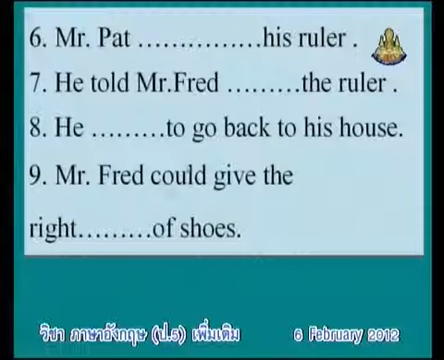 6. Mr. Pat ……………his ruler .
7. He told Mr.Fred ………the ruler .
8. He ………to go back to his house.
9. Mr. Fred could give the
right………of shoes.
วิชา ภาษาอังกฤษ (ป.5) เพิ่มเติม 6 February 2012